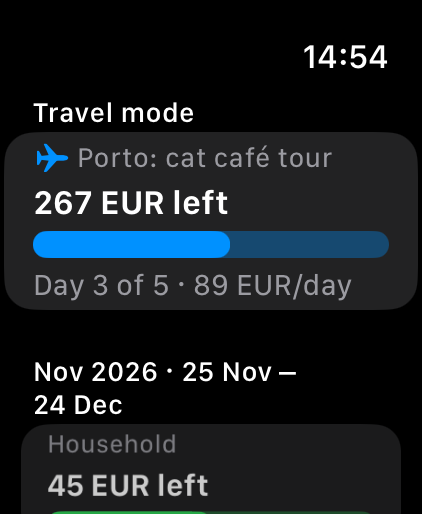 14:54
Travel mode
Porto: cat café tour
267 EUR left
Day 3 of 5 · 89 EUR/day
Nov 2026 · 25 Nov –
24 Dec
Household
45 EUR left